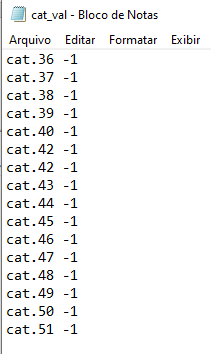 cat_val - Bloco de Notas
Arquivo Editar Formatar Exibir
cat.36 -1
cat.37 -1
cat.38 -1
cat.39 -1
cat.40 -1
cat.42 -1
cat.42 -1
cat.43 -1
cat.44 -1
cat.45 -1
cat.46 -1
cat.47 -1
cat.48 -1
cat.49 -1
cat.50 -1
cat.51 -1